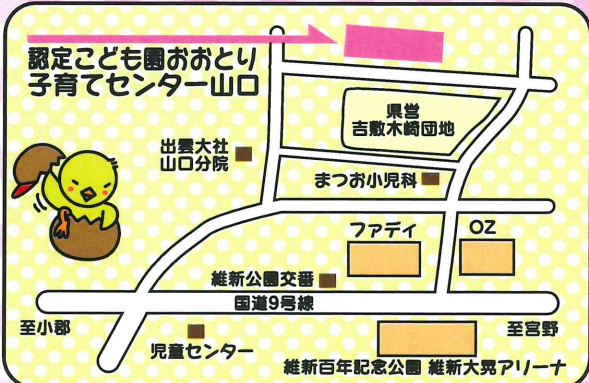 認定こども園おおとり
子育てセンター山口
県営
吉敷木崎団地
出雲大社
山口分院
まつお小児科
ファディ
OZ
維新公園交番
国道9号線
至小郡
至宮野
児童センター
維新百年記念公園 維新大晃アリーナ